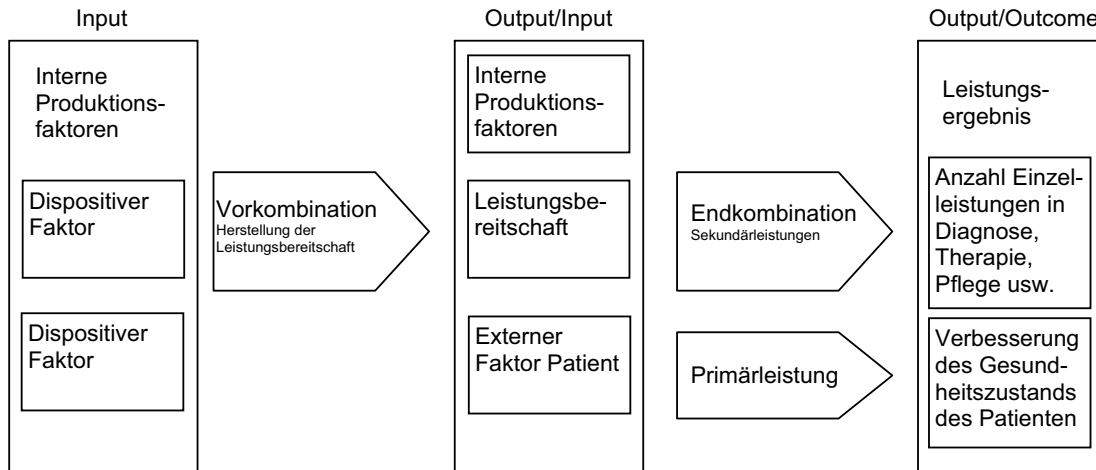 Input
Interne
Produktions-
faktoren
Dispositiver
Faktor
Dispositiver
Faktor
Vorkombination
Herstellung der
Leistungsbereitschaft
Output/Input
Interne
Produktions-
faktoren
Leistungsbe-
reitschaft
Externer
Faktor Patient
Endkombination
Sekundärleistungen
Primärleistung
Output/Outcome
Leistungs-
ergebnis
Anzahl Einzel-
leistungen in
Diagnose,
Therapie,
Pflege usw.
Verbesserung
des Gesund-
heitszustands
des Patienten